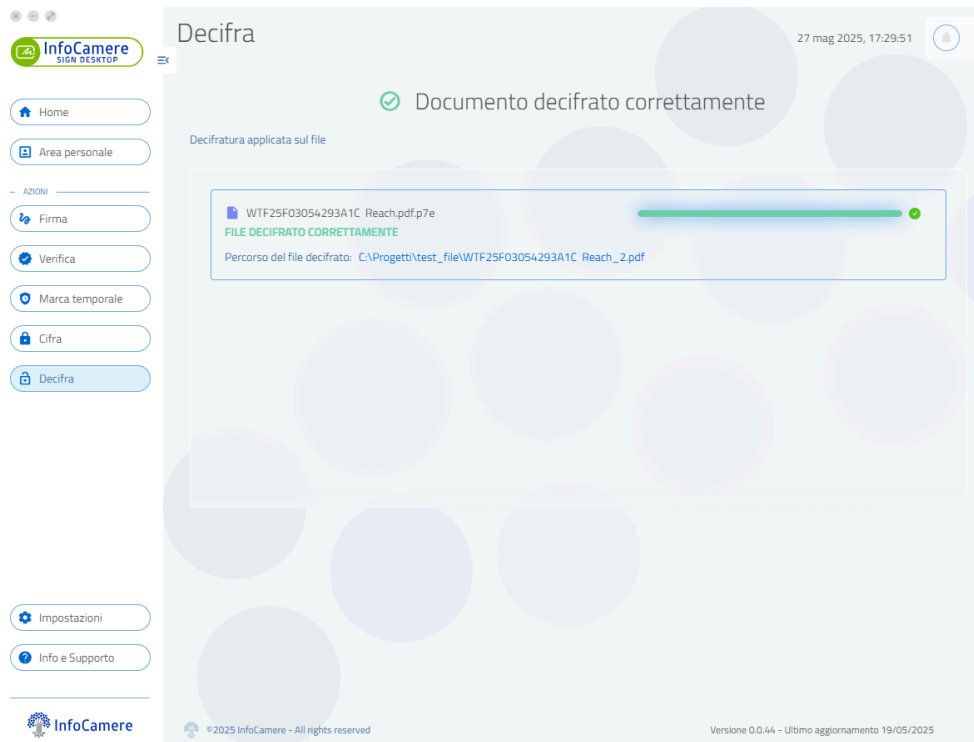 InfoCamere
SIGN DESKTOP
Decifra
27 mag 2025, 17:29:51
Home
Area personale
AZIONI
Firma
Verifica
Marca temporale
Cifra
Decifra
Impostazioni
Info e Supporto
InfoCamere
Documento decifrato correttamente
Decifratura applicata sul file
WTF25F03054293A1C Reach.pdf.p7e
FILE DECIFRATO CORRETTAMENTE
Percorso del file decifrato: C:\Progetti\test_file\WTF25F03054293A1C Reach_2.pdf
©2025 InfoCamere - All rights reserved
Versione 0.0.44 - Ultimo aggiornamento 19/05/2025